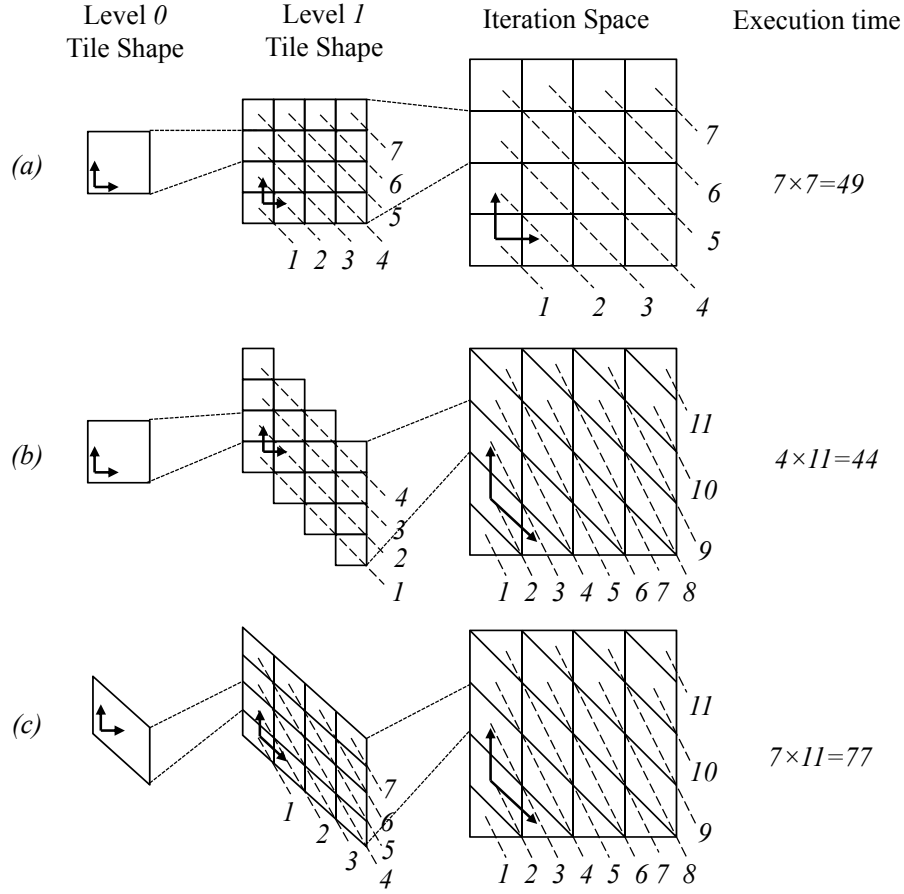 Level 0 Tile Shape
Level 1 Tile Shape
Iteration Space
Execution time
(a)
1 2 3 4
5
6
7
1 2 3 4
5
6
7
7×7=49
(b)
1
2
3
4
1 2 3 4 5 6 7 8
9
10
11
4×11=44
(c)
1 2 3 4
5
6
7
1 2 3 4 5 6 7 8
9
10
11
7×11=77